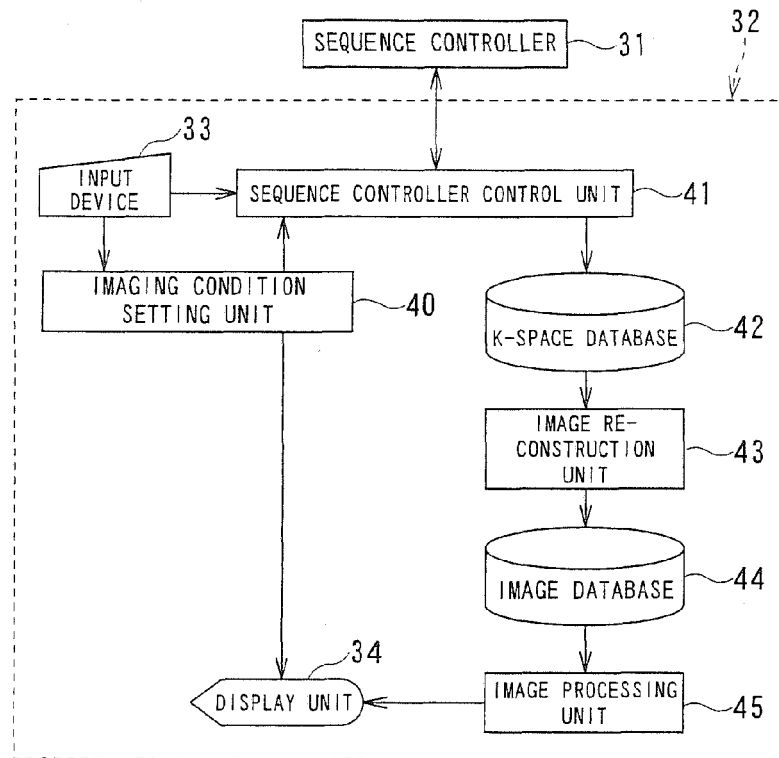 SEQUENCE CONTROLLER
31
32
33
INPUT
DEVICE
SEQUENCE CONTROLLER CONTROL UNIT
41
IMAGING CONDITION
SETTING UNIT
40
K-SPACE DATABASE
42
IMAGE RE-
CONSTRUCTION
UNIT
43
IMAGE DATABASE
44
34
DISPLAY UNIT
IMAGE PROCESSING
UNIT
45